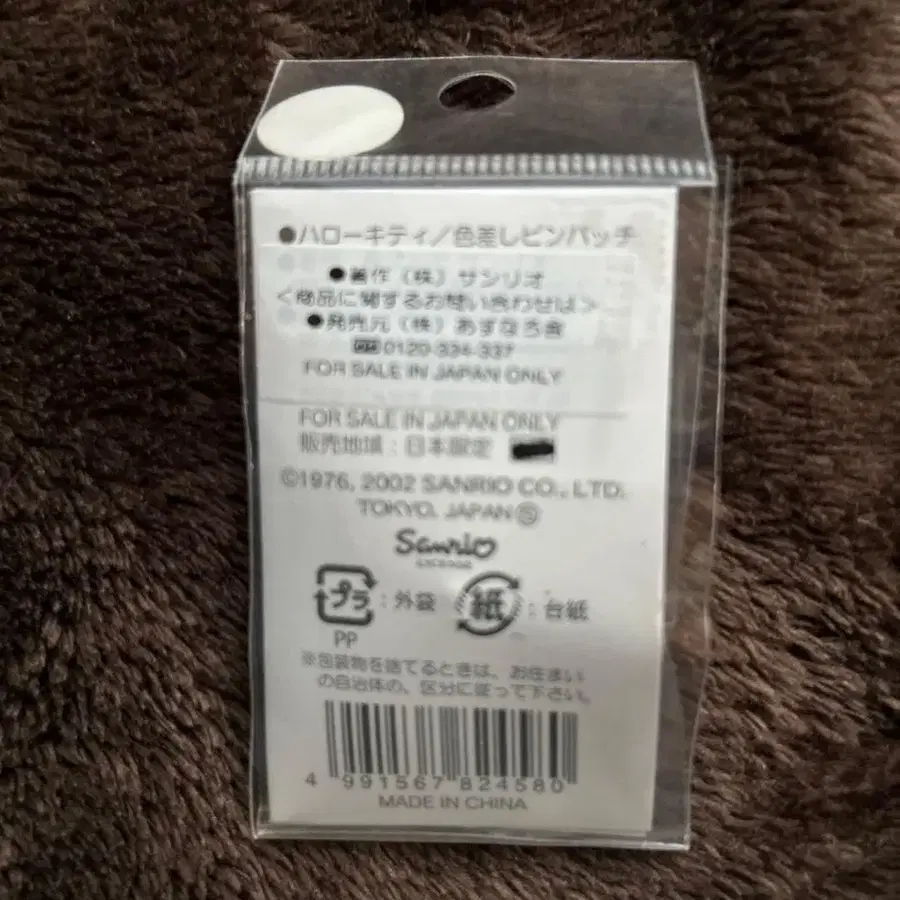 ●ハローキティ／色差しピンバッチ
●著作（株）サンリオ
＜商品に関するお問い合わせは＞
●発売元（株）あすなろ舎
0120-334-337
FOR SALE IN JAPAN ONLY
FOR SALE IN JAPAN ONLY
販売地域：日本限定
©1976, 2002 SANRIO CO., LTD.
TOKYO, JAPAN Ⓢ
Sanrio
LICENSE
プラ：外袋 紙：台紙
PP
※包装物を捨てるときは、お住まい
の自治体の、区分に従って下さい。
4 991567 824580
MADE IN CHINA